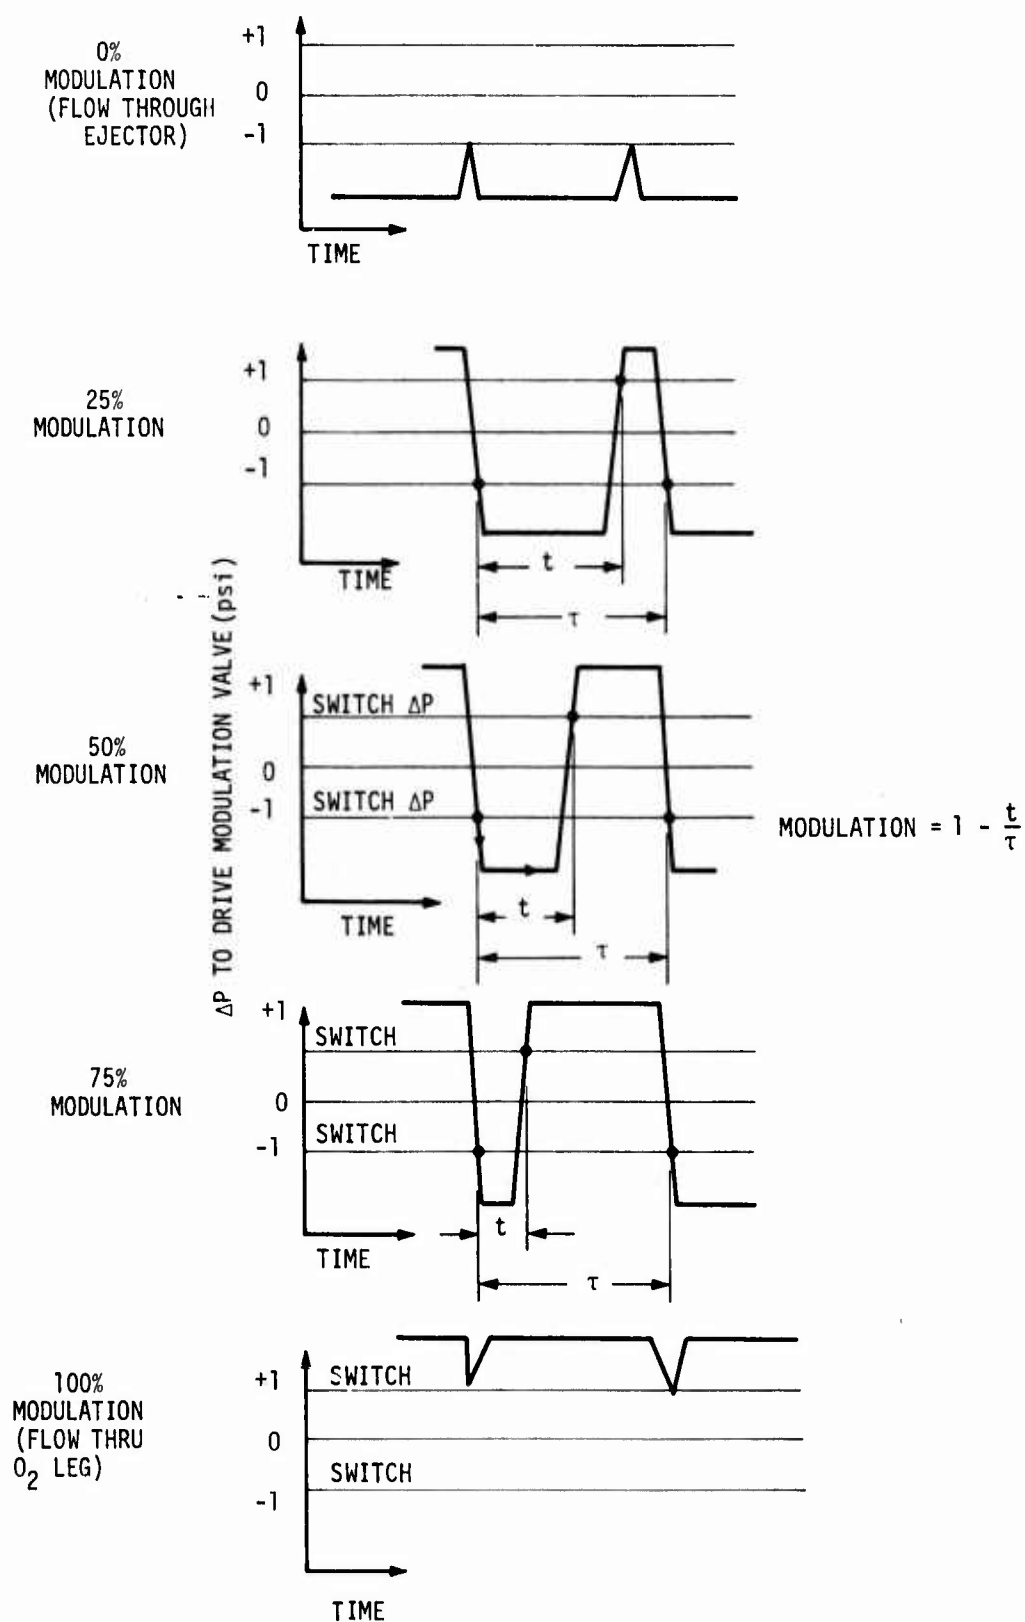 0%
MODULATION
(FLOW THROUGH
EJECTOR)
+1
0
-1
TIME
25%
MODULATION
+1
0
-1
TIME
t
τ
ΔP TO DRIVE MODULATION VALVE (psi)
50%
MODULATION
+1
SWITCH ΔP
0
SWITCH ΔP
-1
TIME
t
τ
MODULATION = 1 - t/τ
75%
MODULATION
+1
SWITCH
0
SWITCH
-1
TIME
t
τ
100%
MODULATION
(FLOW THRU
O₂ LEG)
+1
SWITCH
0
SWITCH
-1
TIME